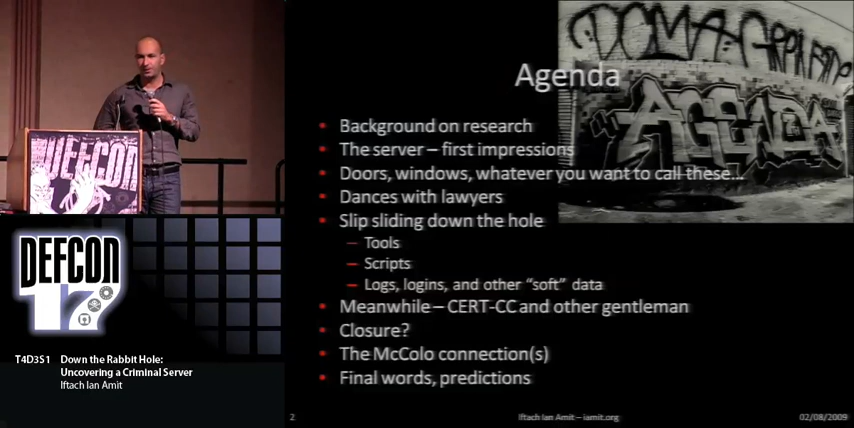 DEFCON
DEFCON
17
T4D3S1 Down the Rabbit Hole:
Uncovering a Criminal Server
Iftach Ian Amit
Agenda
AGENDA
• Background on research
• The server – first impressions
• Doors, windows, whatever you want to call these...
• Dances with lawyers
• Slip sliding down the hole
– Tools
– Scripts
– Logs, logins, and other “soft” data
• Meanwhile – CERT-CC and other gentleman
• Closure?
• The McColo connection(s)
• Final words, predictions
2 Iftach Ian Amit – iamit.org 02/08/2009